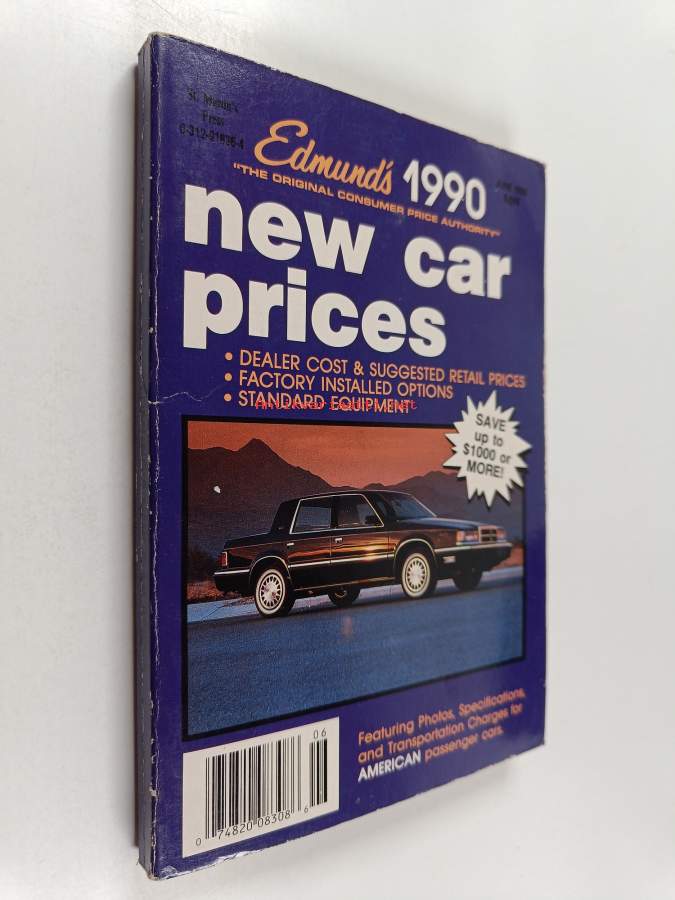 St. Martin's
Press
Edmund's 1990
"THE ORIGINAL CONSUMER PRICE AUTHORITY"
new car
prices
• DEALER COST & SUGGESTED RETAIL PRICES
• FACTORY INSTALLED OPTIONS
• STANDARD EQUIPMENT
SAVE
up to
$1000 or
MORE!
Featuring Photos, Specifications,
and Transportation Charges for
AMERICAN passenger cars.
06
0 74820 08308 6